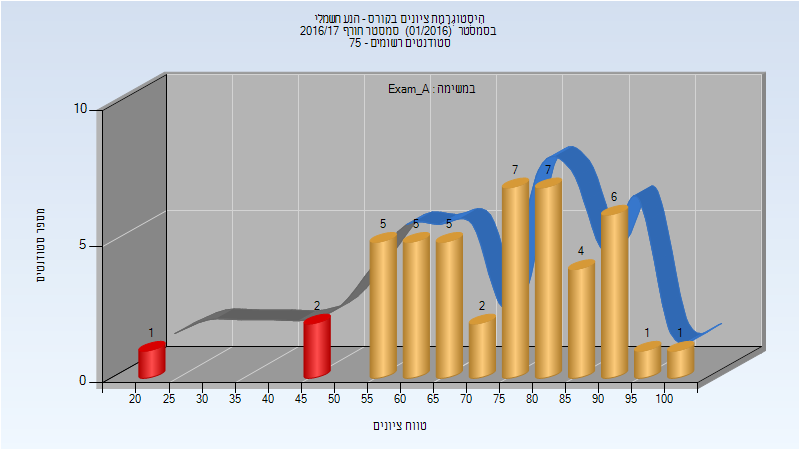 היסטוגרמת ציונים בקורס - הנע חשמלי
בסמסטר (01/2016) סמסטר חורף 2016/17
סטודנטים רשומים - 75
במשימה : Exam_A
מספר סטודנטים
10
5
0
1
2
5
5
5
2
7
7
4
6
1
1
20 25 30 35 40 45 50 55 60 65 70 75 80 85 90 95 100
טווח ציונים